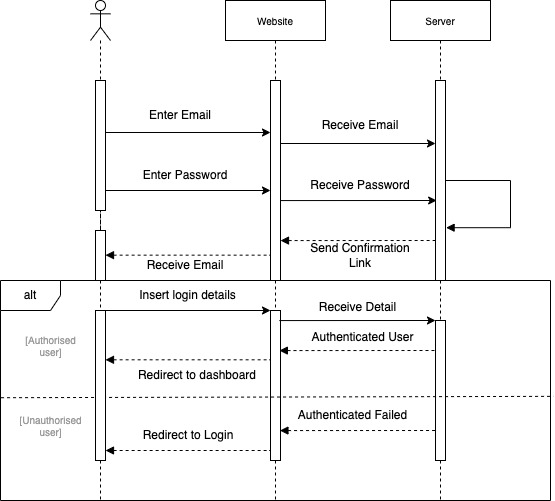 Website
Server
Enter Email
Receive Email
Enter Password
Receive Password
Send Confirmation
Link
Receive Email
alt
Insert login details
Receive Detail
[Authorised
user]
Authenticated User
Redirect to dashboard
Authenticated Failed
[Unauthorised
user]
Redirect to Login